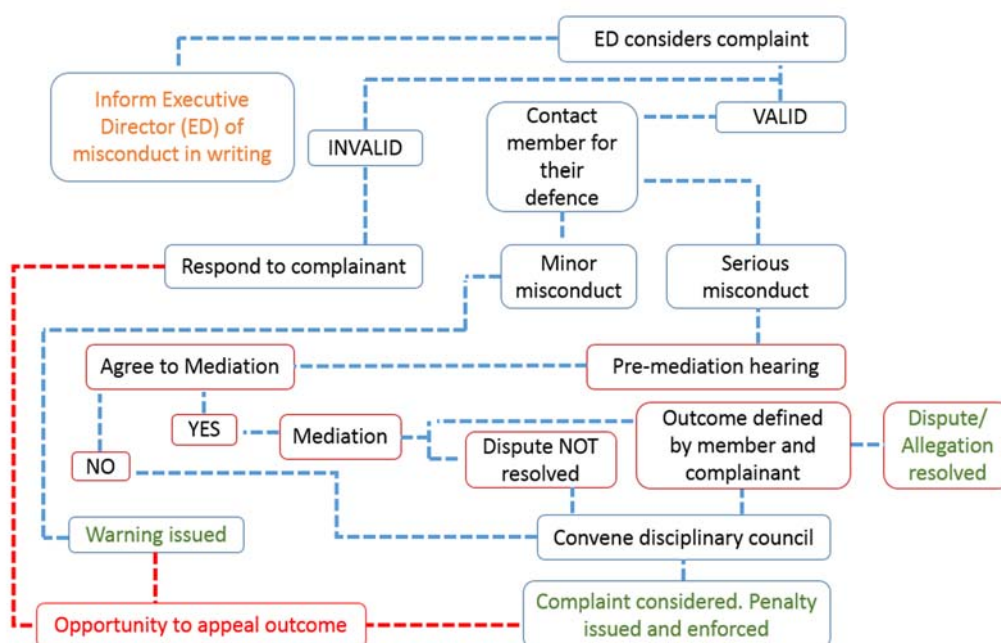 ED considers complaint
Inform Executive
Director (ED) of
misconduct in writing
INVALID
Contact
member for
their
defence
VALID
Respond to complainant
Minor
misconduct
Serious
misconduct
Agree to Mediation
Pre-mediation hearing
YES
NO
Mediation
Dispute NOT
resolved
Outcome defined
by member and
complainant
Dispute/
Allegation
resolved
Warning issued
Convene disciplinary council
Opportunity to appeal outcome
Complaint considered. Penalty
issued and enforced